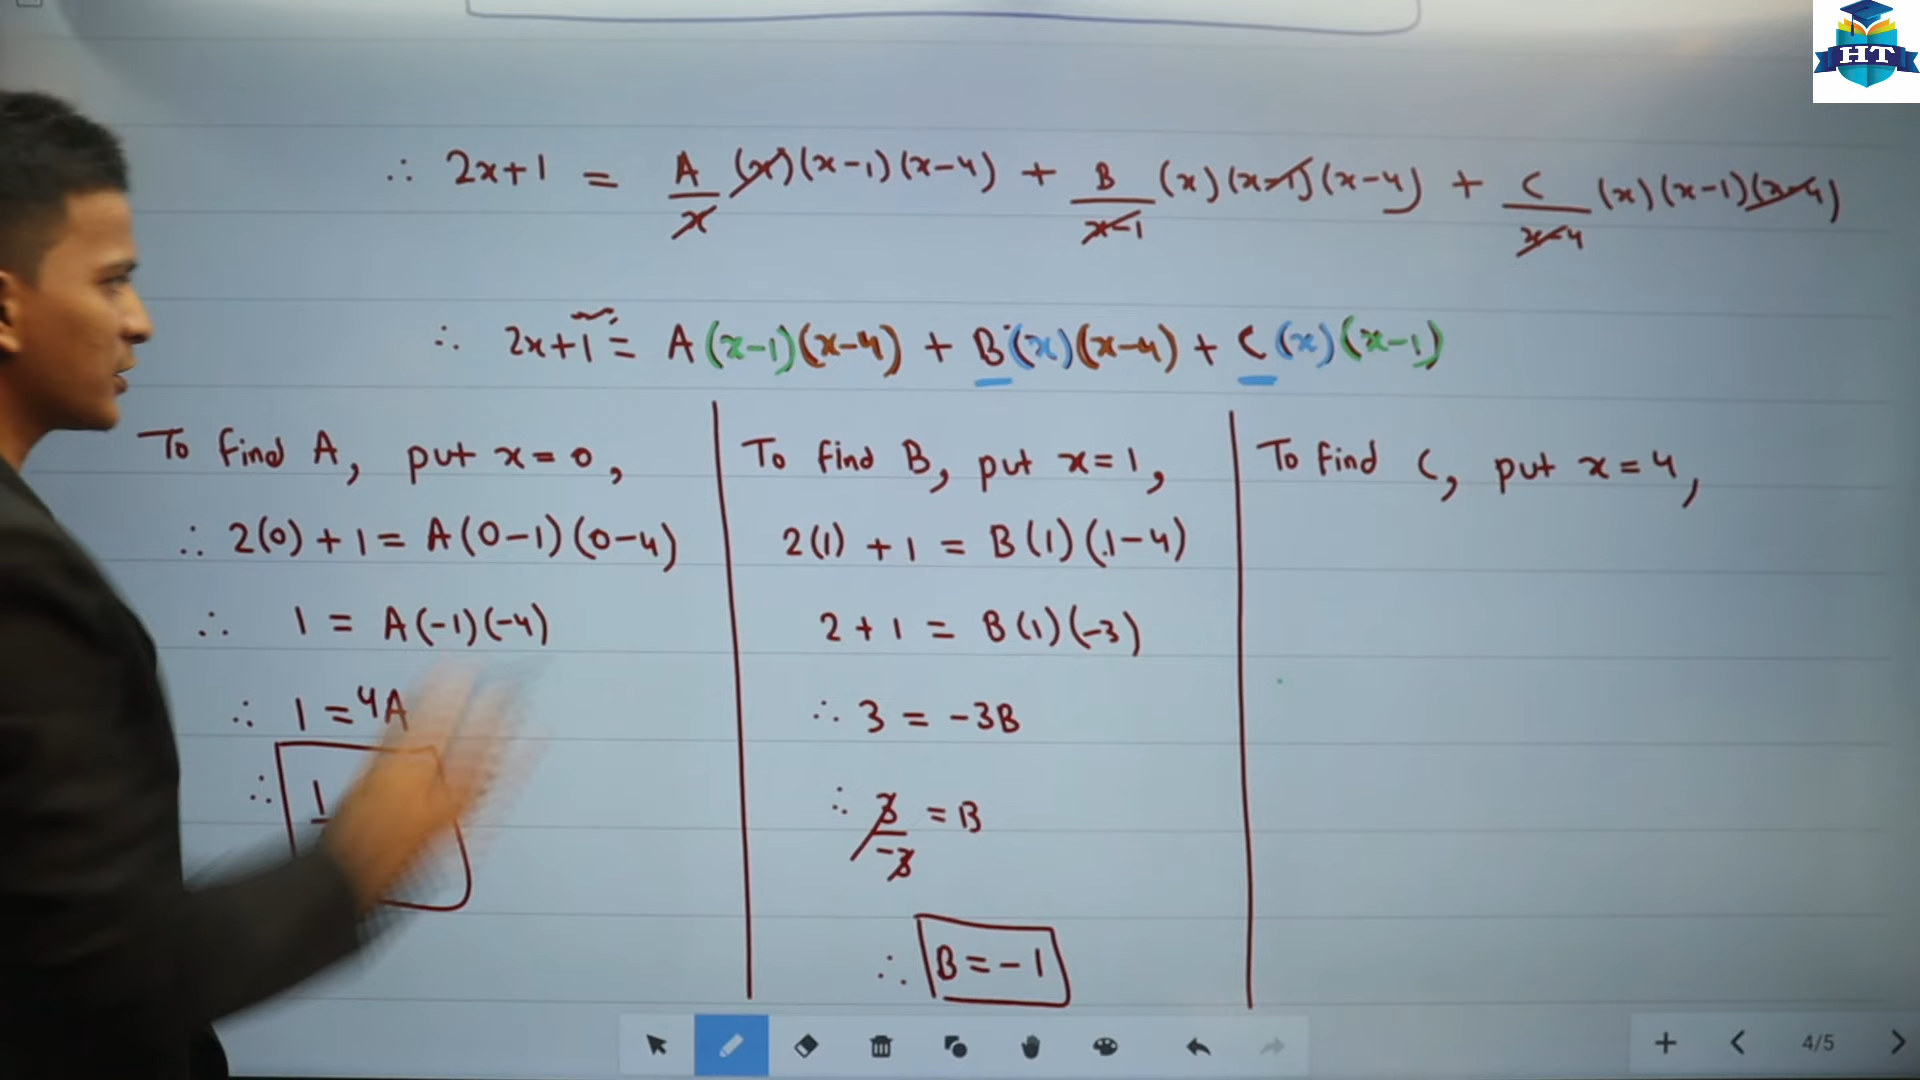 HT
∴ 2x+1 = A/x (x)(x-1)(x-4) + B/x-1 (x)(x-1)(x-4) + C/x-4 (x)(x-1)(x-4)
∴ 2x+1 = A(x-1)(x-4) + B(x)(x-4) + C(x)(x-1)
To find A, put x=0,
∴ 2(0)+1 = A(0-1)(0-4)
∴ 1 = A(-1)(-4)
∴ 1 = 4A
∴ 1
To find B, put x=1,
2(1)+1 = B(1)(1-4)
2+1 = B(1)(-3)
∴ 3 = -3B
∴ 3/-3 = B
∴ B = -1
To find C, put x=4,
4/5